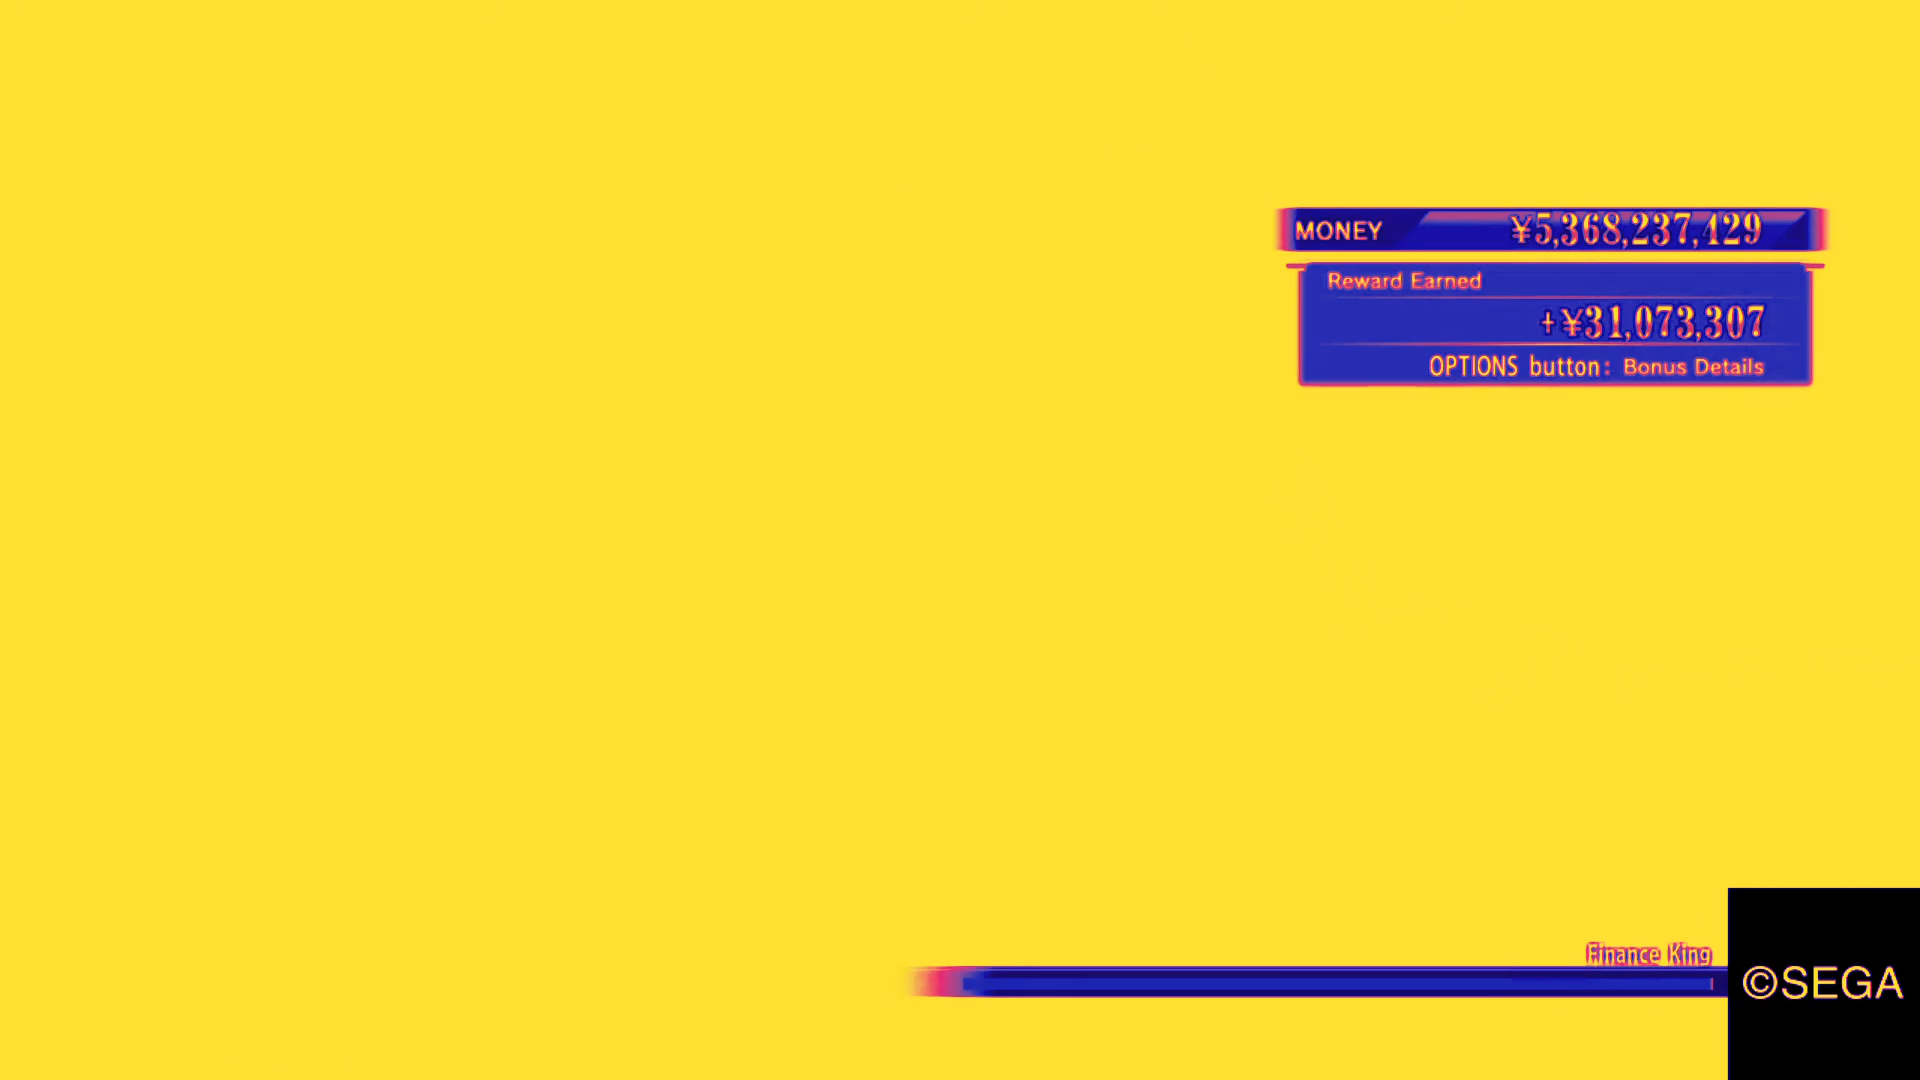 MONEY ¥5,368,237,429
Reward Earned
+¥31,073,307
OPTIONS button: Bonus Details
Finance King
©SEGA